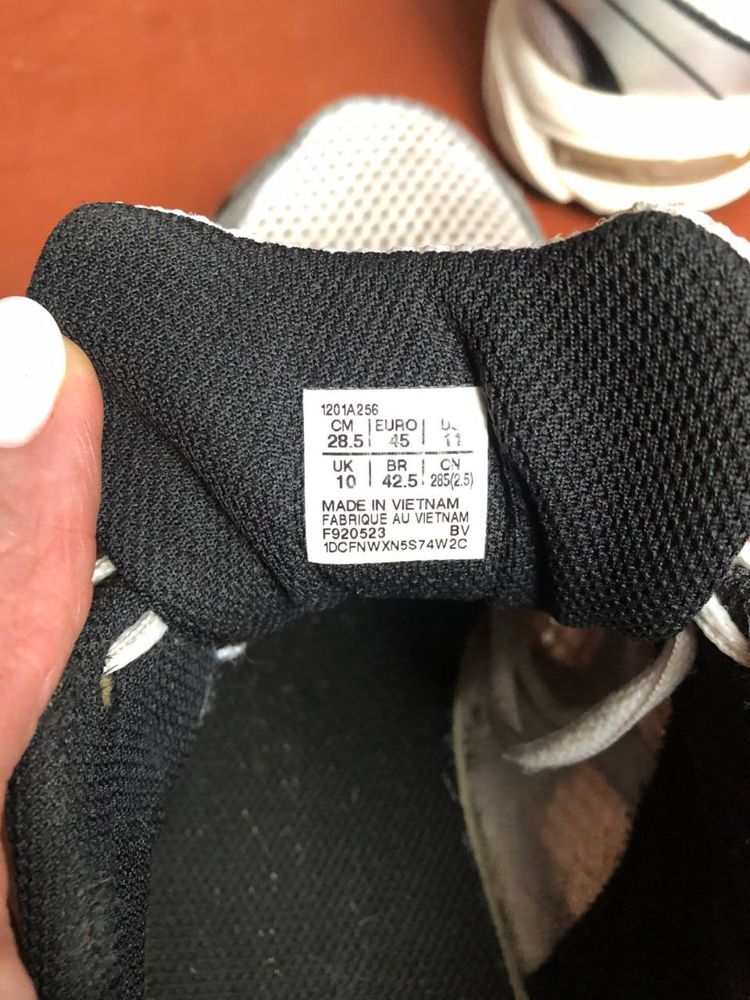 1201A256
CM | EURO | US
28.5 | 45 | 11
UK | BR | CN
10 | 42.5 | 285(2.5)
MADE IN VIETNAM
FABRIQUE AU VIETNAM
F920523 BV
1DCFNWXN5S74W2C